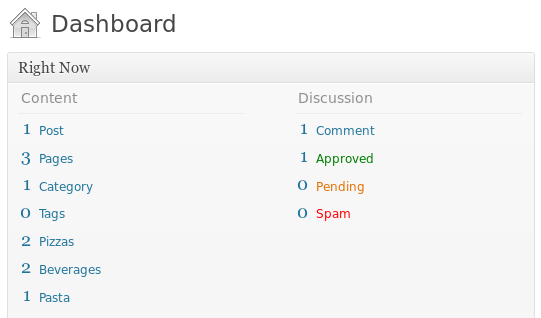 Dashboard
Right Now
Content
1 Post
3 Pages
1 Category
0 Tags
2 Pizzas
2 Beverages
1 Pasta
Discussion
1 Comment
1 Approved
0 Pending
0 Spam